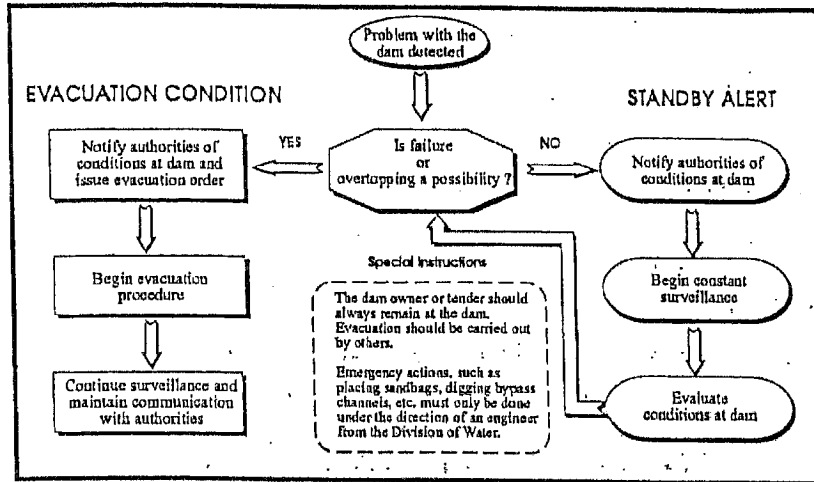 Problem with the
dam detected
EVACUATION CONDITION
STANDBY ALERT
YES
Is failure
or
overtopping a possibility ?
NO
Notify authorities of
conditions at dam and
issue evacuation order
Notify authorities of
conditions at dam
Begin evacuation
procedure
Begin constant
surveillance
Continue surveillance and
maintain communication
with authorities
Evaluate
conditions at dam
Special Instructions
The dam owner or tender should
always remain at the dam.
Evacuation should be carried out
by others.
Emergency actions, such as
placing sandbags, digging bypass
channels, etc. must only be done
under the direction of an engineer
from the Division of Water.